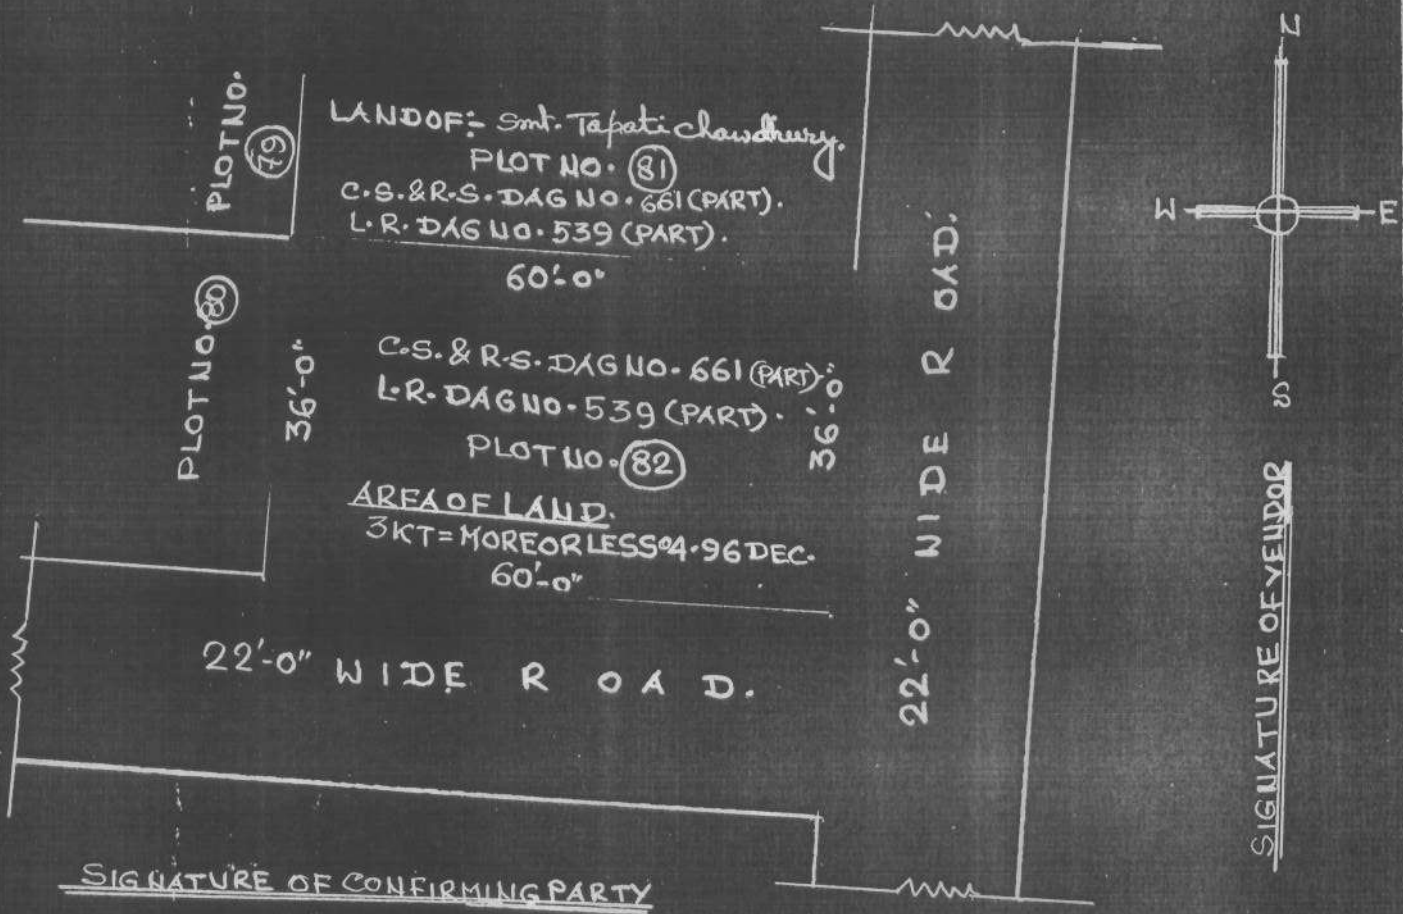 PLOT NO.
79
LAND OF:- Smt. Tapati Chowdhury.
PLOT NO. 81
C.S. & R.S. DAG NO. 661 (PART).
L.R. DAG NO. 539 (PART).
60'-0"
N
W
E
S
PLOT NO. 80
36'-0"
C.S. & R.S. DAG NO. 661 (PART).
L.R. DAG NO. 539 (PART).
PLOT NO. 82
36'-0"
AREA OF LAND.
3 KT = MORE OR LESS 04.96 DEC.
60'-0"
22'-0" WIDE ROAD.
22'-0" WIDE ROAD.
SIGNATURE OF VENDOR
SIGNATURE OF CONFIRMING PARTY